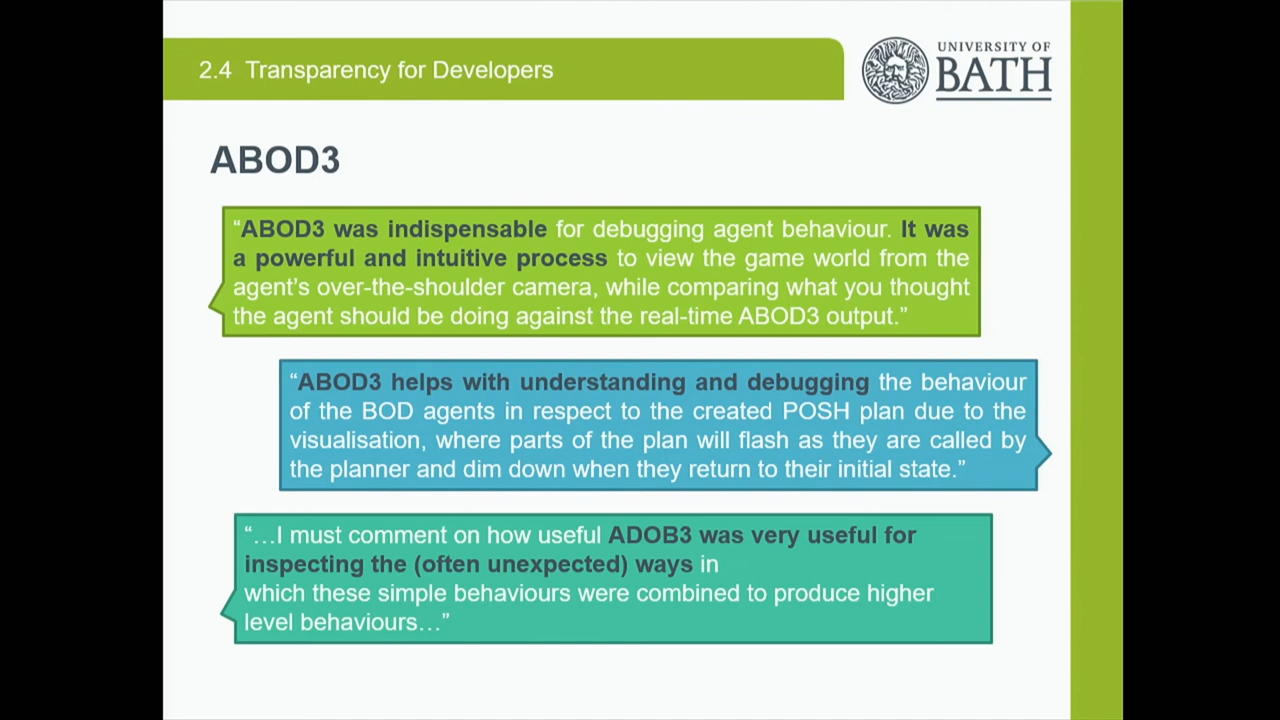 2.4 Transparency for Developers
UNIVERSITY OF
BATH
ABOD3
“ABOD3 was indispensable for debugging agent behaviour. It was
a powerful and intuitive process to view the game world from the
agent’s over-the-shoulder camera, while comparing what you thought
the agent should be doing against the real-time ABOD3 output.”
“ABOD3 helps with understanding and debugging the behaviour
of the BOD agents in respect to the created POSH plan due to the
visualisation, where parts of the plan will flash as they are called by
the planner and dim down when they return to their initial state.”
“…I must comment on how useful ADOB3 was very useful for
inspecting the (often unexpected) ways in
which these simple behaviours were combined to produce higher
level behaviours…”